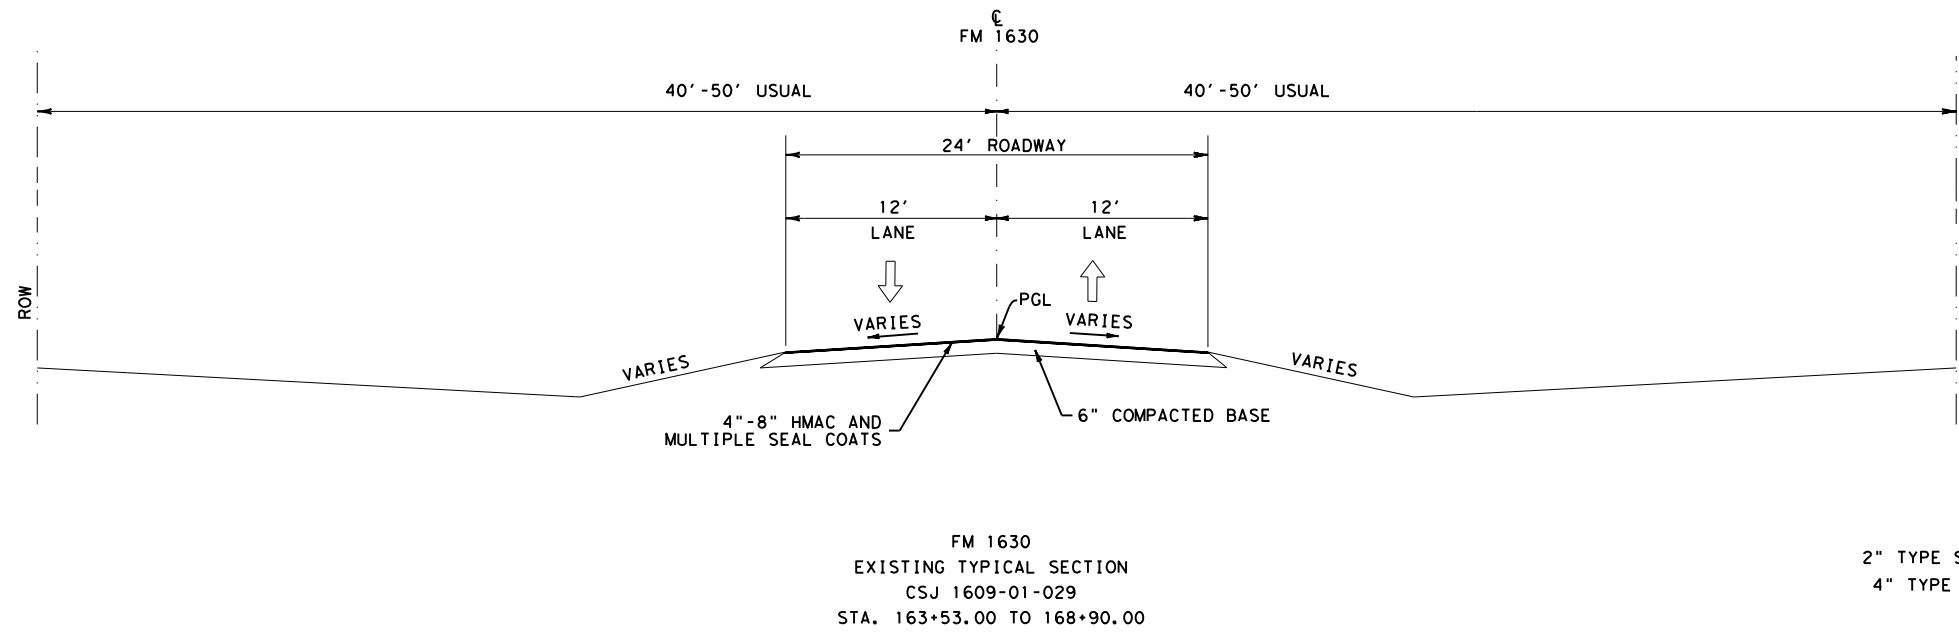 ℄
FM 1630
40'-50' USUAL
40'-50' USUAL
24' ROADWAY
12'
LANE
12'
LANE
ROW
PGL
VARIES
VARIES
VARIES
VARIES
4"-8" HMAC AND
MULTIPLE SEAL COATS
6" COMPACTED BASE
FM 1630
EXISTING TYPICAL SECTION
CSJ 1609-01-029
STA. 163+53.00 TO 168+90.00
2" TYPE S
4" TYPE